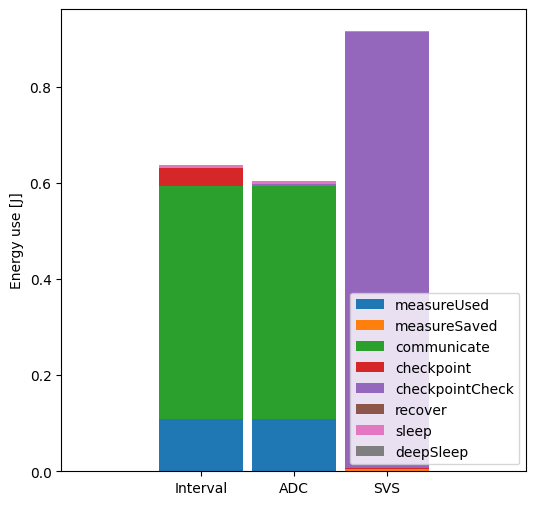 Energy use [J]
0.8
0.6
0.4
0.2
0.0
Interval
ADC
SVS
measureUsed
measureSaved
communicate
checkpoint
checkpointCheck
recover
sleep
deepSleep